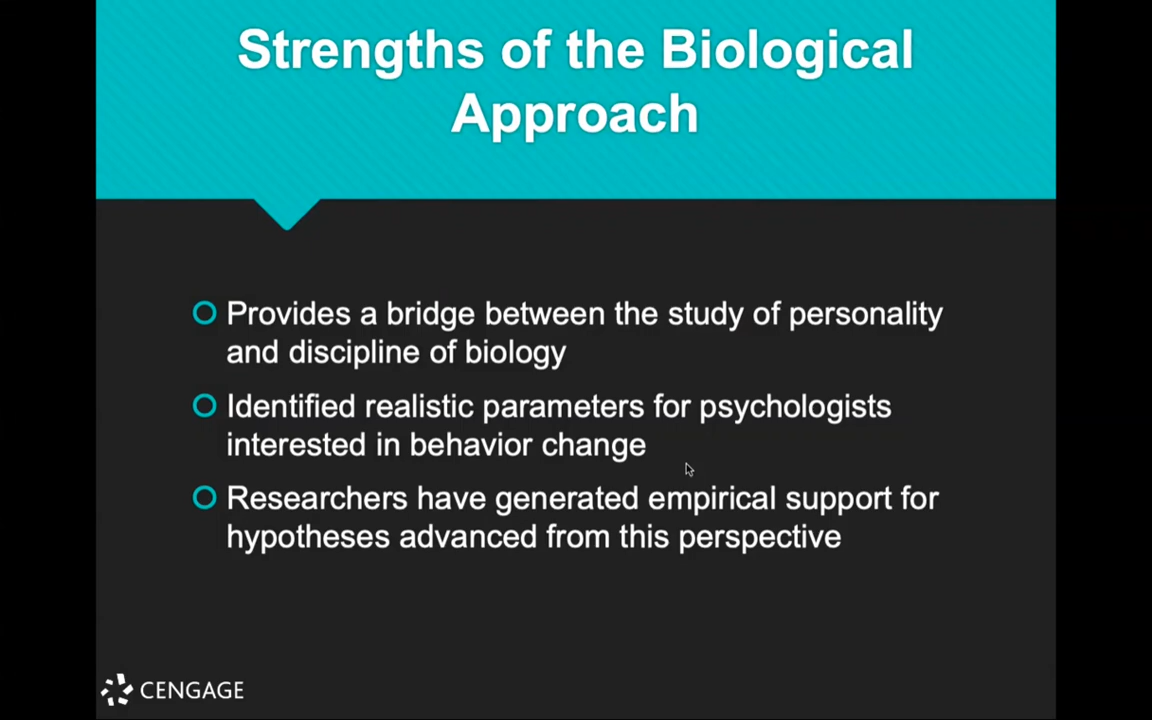 Strengths of the Biological
Approach
Provides a bridge between the study of personality
and discipline of biology
Identified realistic parameters for psychologists
interested in behavior change
Researchers have generated empirical support for
hypotheses advanced from this perspective
CENGAGE